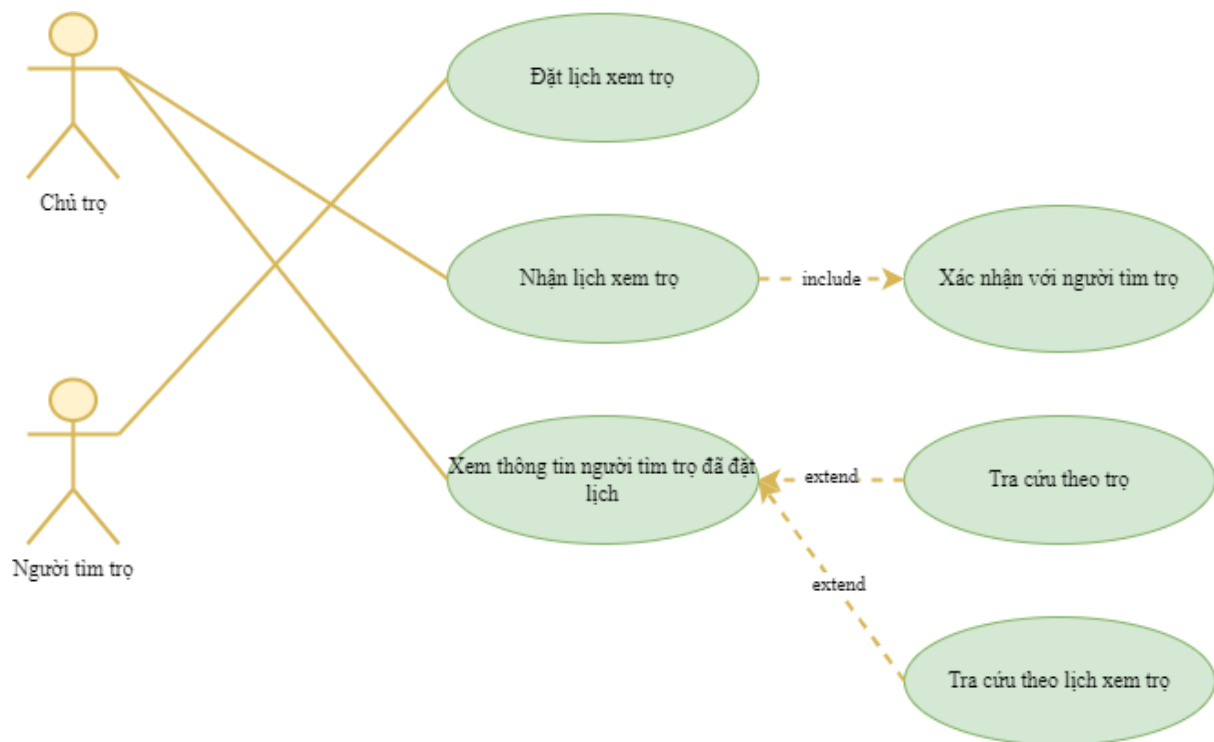 Đặt lịch xem trọ
Chủ trọ
Nhận lịch xem trọ
include
Xác nhận với người tìm trọ
Xem thông tin người tìm trọ đã đặt
lịch
extend
Tra cứu theo trọ
Người tìm trọ
extend
Tra cứu theo lịch xem trọ